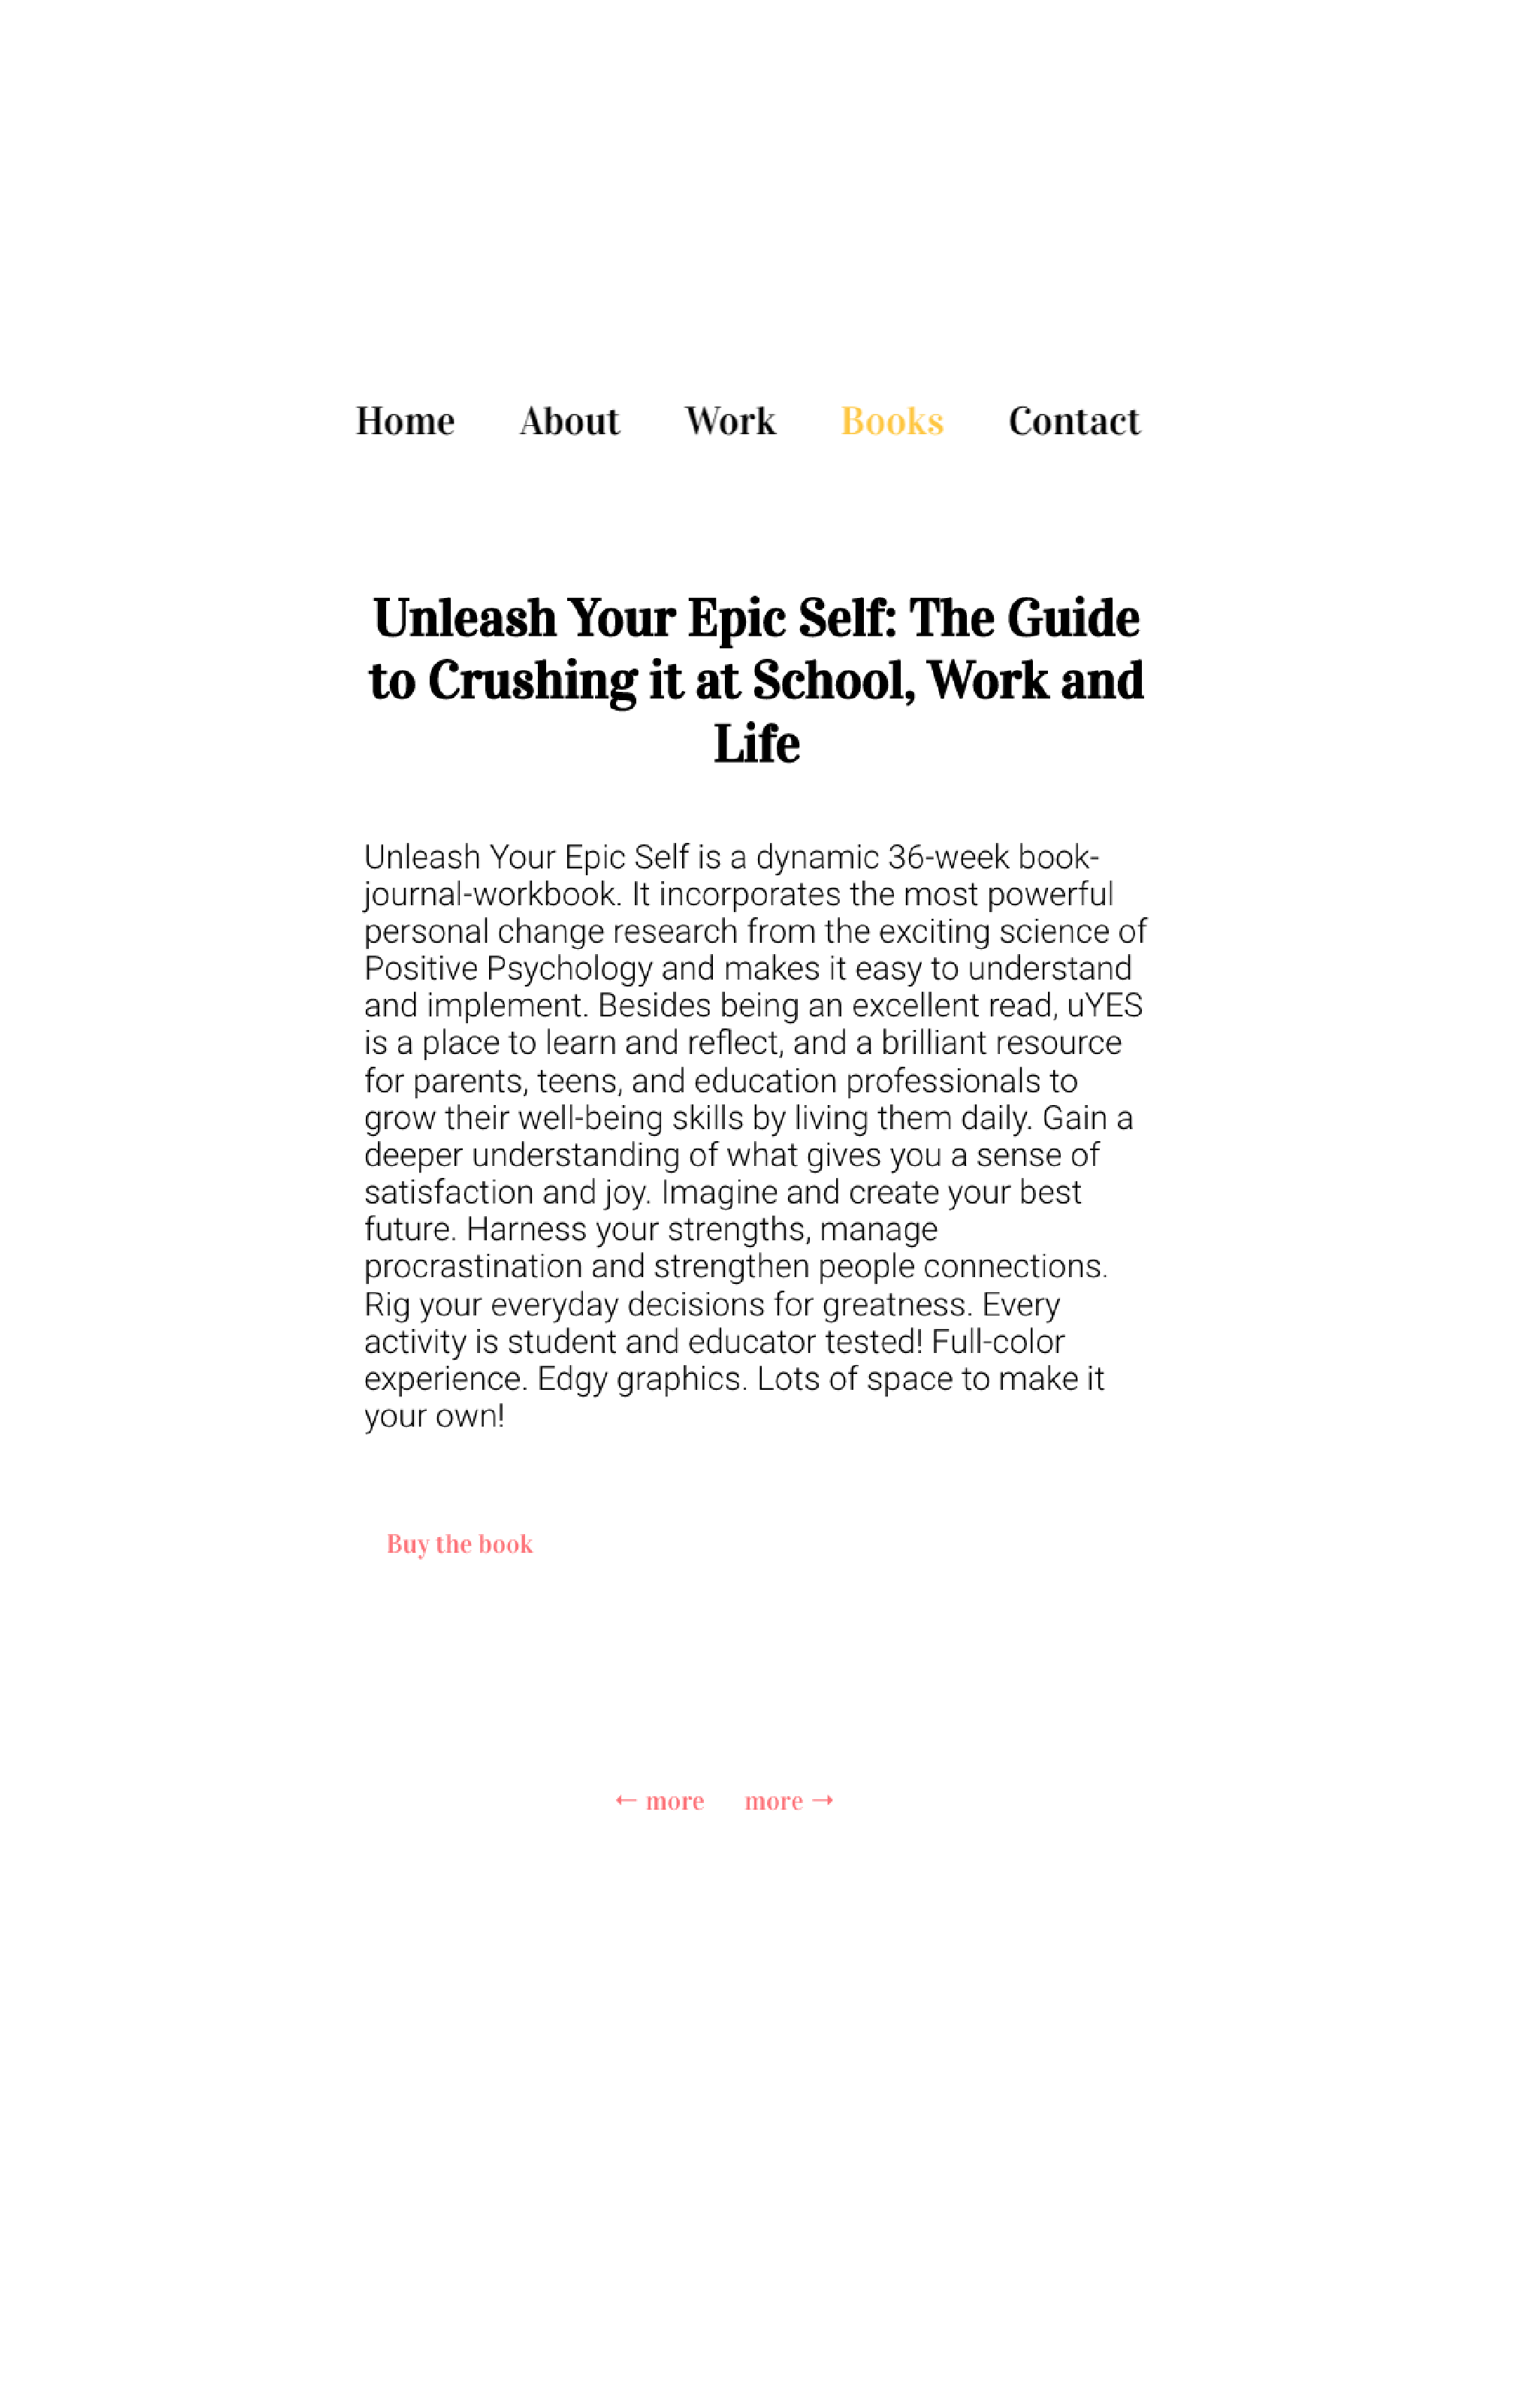 Home About Work Books Contact
Unleash Your Epic Self: The Guide
to Crushing it at School, Work and
Life
Unleash Your Epic Self is a dynamic 36-week book-
journal-workbook. It incorporates the most powerful
personal change research from the exciting science of
Positive Psychology and makes it easy to understand
and implement. Besides being an excellent read, uYES
is a place to learn and reflect, and a brilliant resource
for parents, teens, and education professionals to
grow their well-being skills by living them daily. Gain a
deeper understanding of what gives you a sense of
satisfaction and joy. Imagine and create your best
future. Harness your strengths, manage
procrastination and strengthen people connections.
Rig your everyday decisions for greatness. Every
activity is student and educator tested! Full-color
experience. Edgy graphics. Lots of space to make it
your own!
Buy the book
← more more →